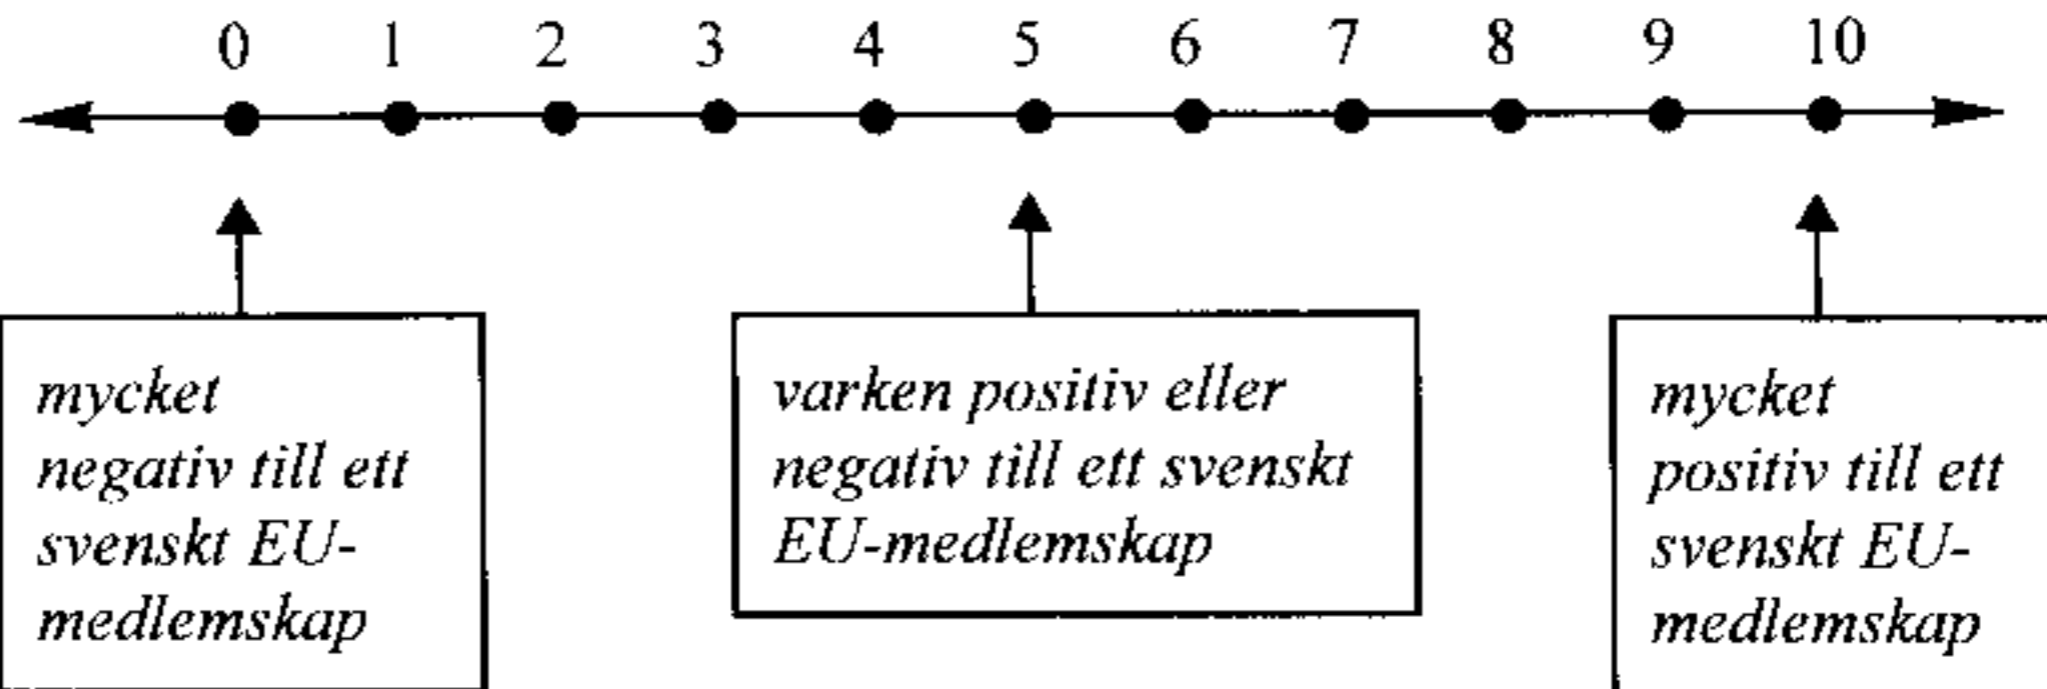 0 1 2 3 4 5 6 7 8 9 10
mycket
negativ till ett
svenskt EU-
medlemskap
varken positiv eller
negativ till ett svenskt
EU-medlemskap
mycket
positiv till ett
svenskt EU-
medlemskap